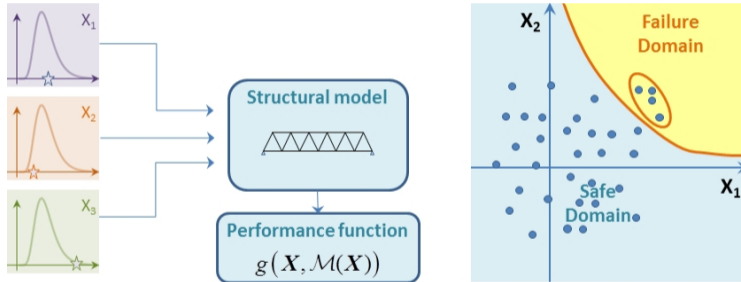 X1
X2
X3
Structural model
Performance function
g(X, M(X))
X2
Failure
Domain
X1
Safe
Domain